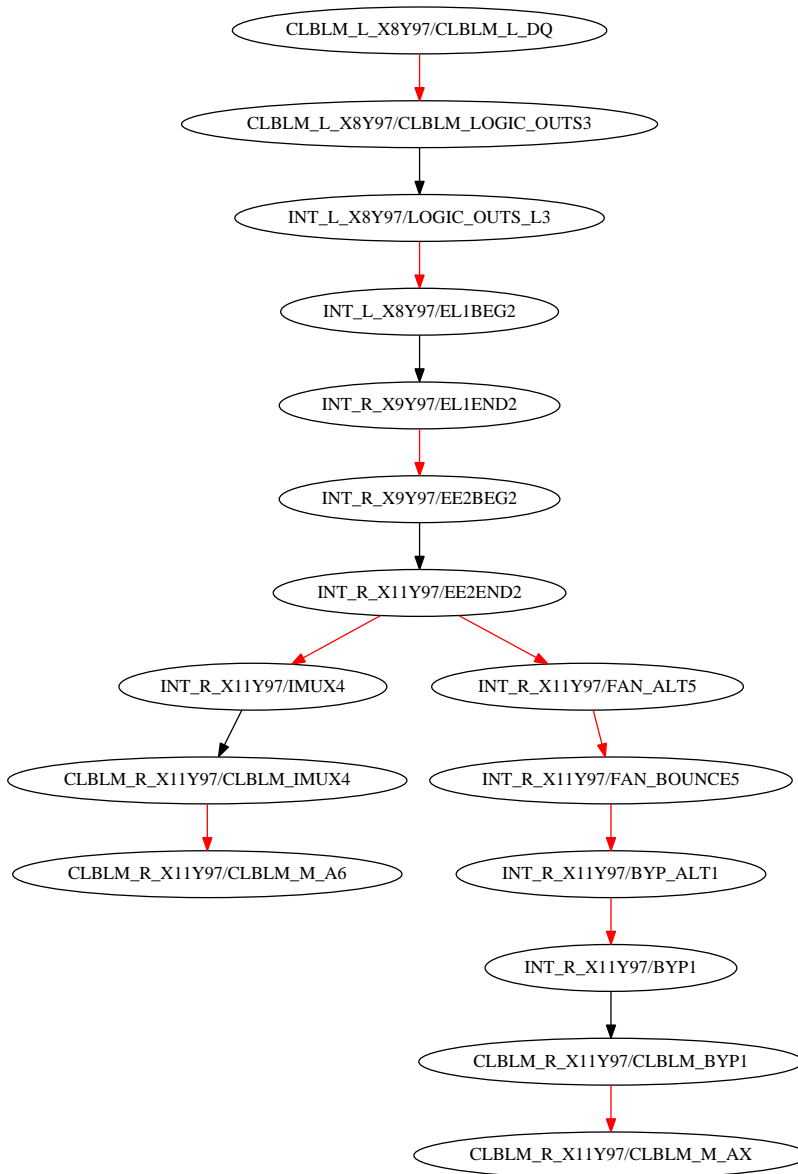 CLBLM_L_X8Y97/CLBLM_L_DQ
CLBLM_L_X8Y97/CLBLM_LOGIC_OUTS3
INT_L_X8Y97/LOGIC_OUTS_L3
INT_L_X8Y97/EL1BEG2
INT_R_X9Y97/EL1END2
INT_R_X9Y97/EE2BEG2
INT_R_X11Y97/EE2END2
INT_R_X11Y97/IMUX4
INT_R_X11Y97/FAN_ALT5
CLBLM_R_X11Y97/CLBLM_IMUX4
INT_R_X11Y97/FAN_BOUNCE5
CLBLM_R_X11Y97/CLBLM_M_A6
INT_R_X11Y97/BYP_ALT1
INT_R_X11Y97/BYP1
CLBLM_R_X11Y97/CLBLM_BYP1
CLBLM_R_X11Y97/CLBLM_M_AX